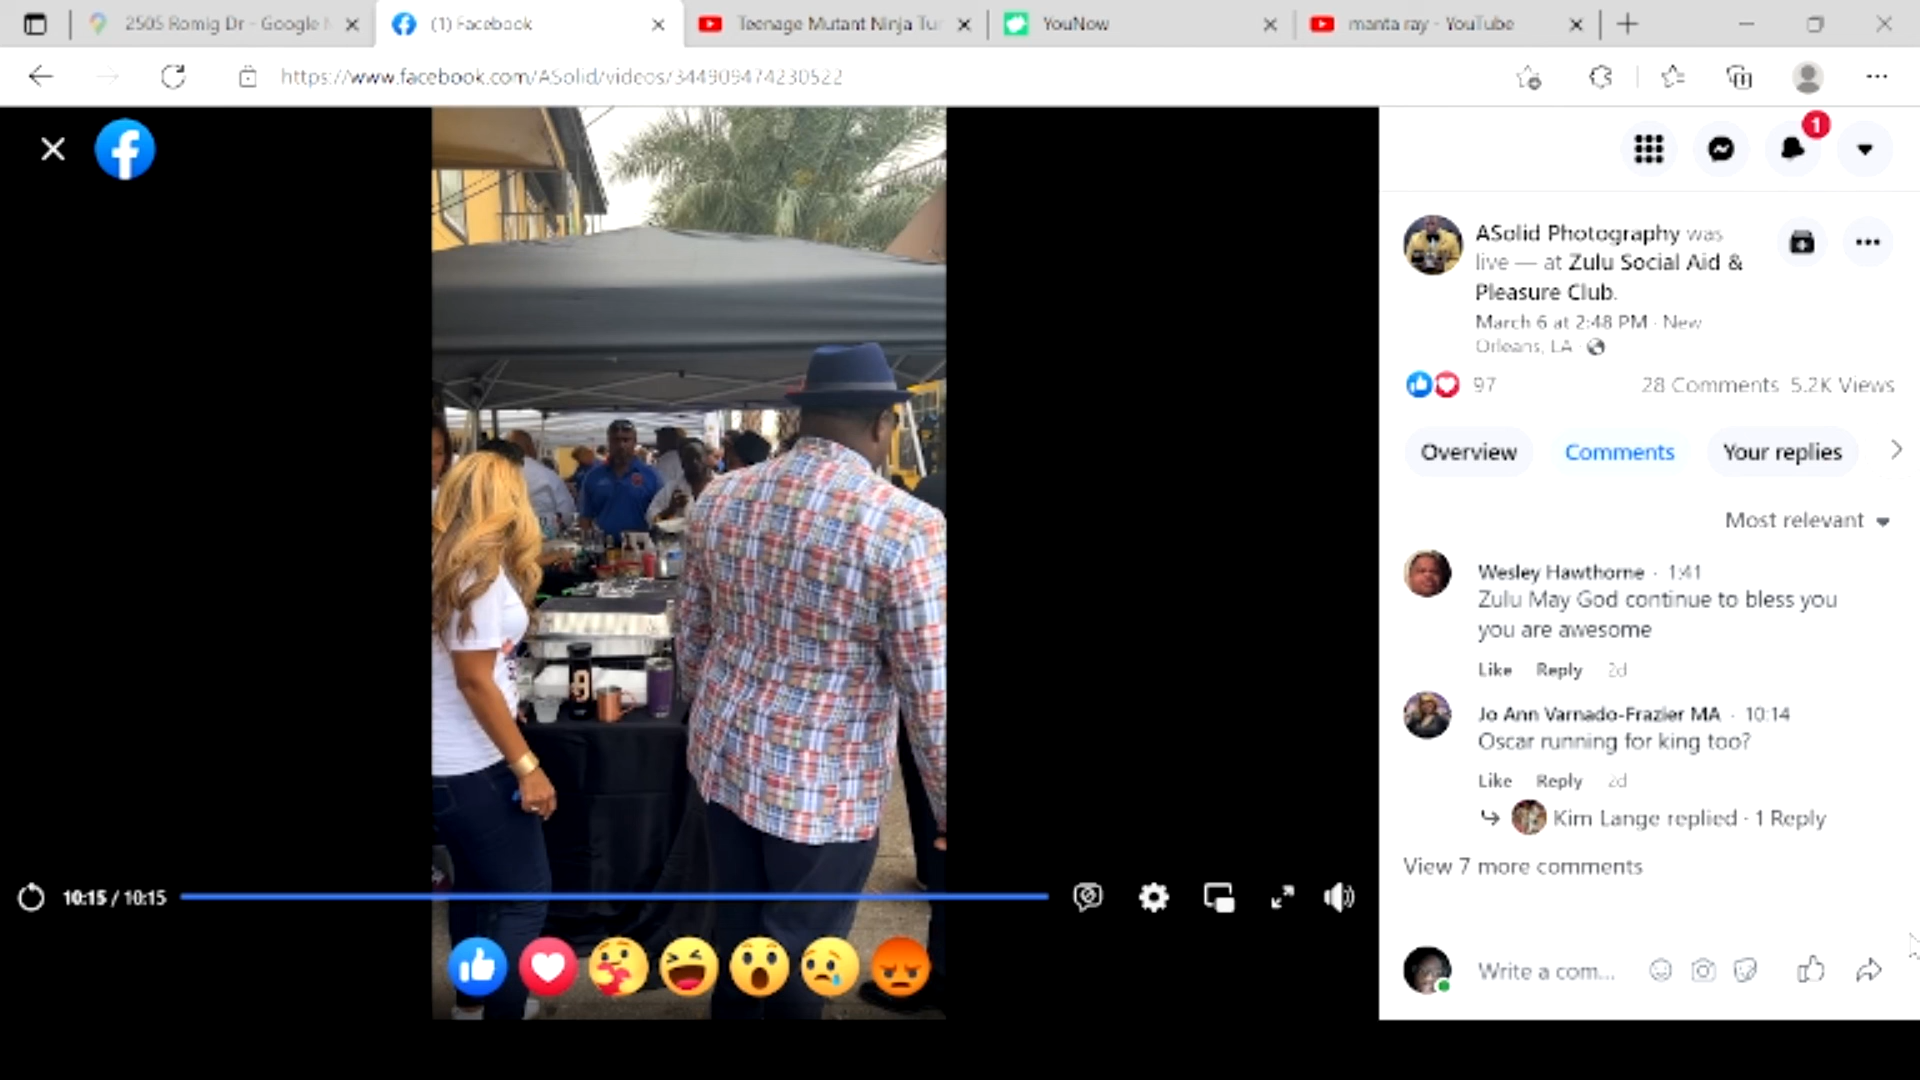 2505 Romig Dr - Google
(1) Facebook
Teenage Mutant Ninja Tur
YouNow
manta ray - YouTube
https://www.facebook.com/ASolid/videos/344909474230522
1
ASolid Photography was
live — at Zulu Social Aid &
Pleasure Club.
March 6 at 2:48 PM · New
Orleans, LA ·
97
28 Comments 5.2K Views
Overview
Comments
Your replies
Most relevant
Wesley Hawthorne · 1:41
Zulu May God continue to bless you
you are awesome
Like Reply 2d
Jo Ann Varnado-Frazier MA · 10:14
Oscar running for king too?
Like Reply 2d
Kim Lange replied · 1 Reply
View 7 more comments
10:15 / 10:15
Write a com...